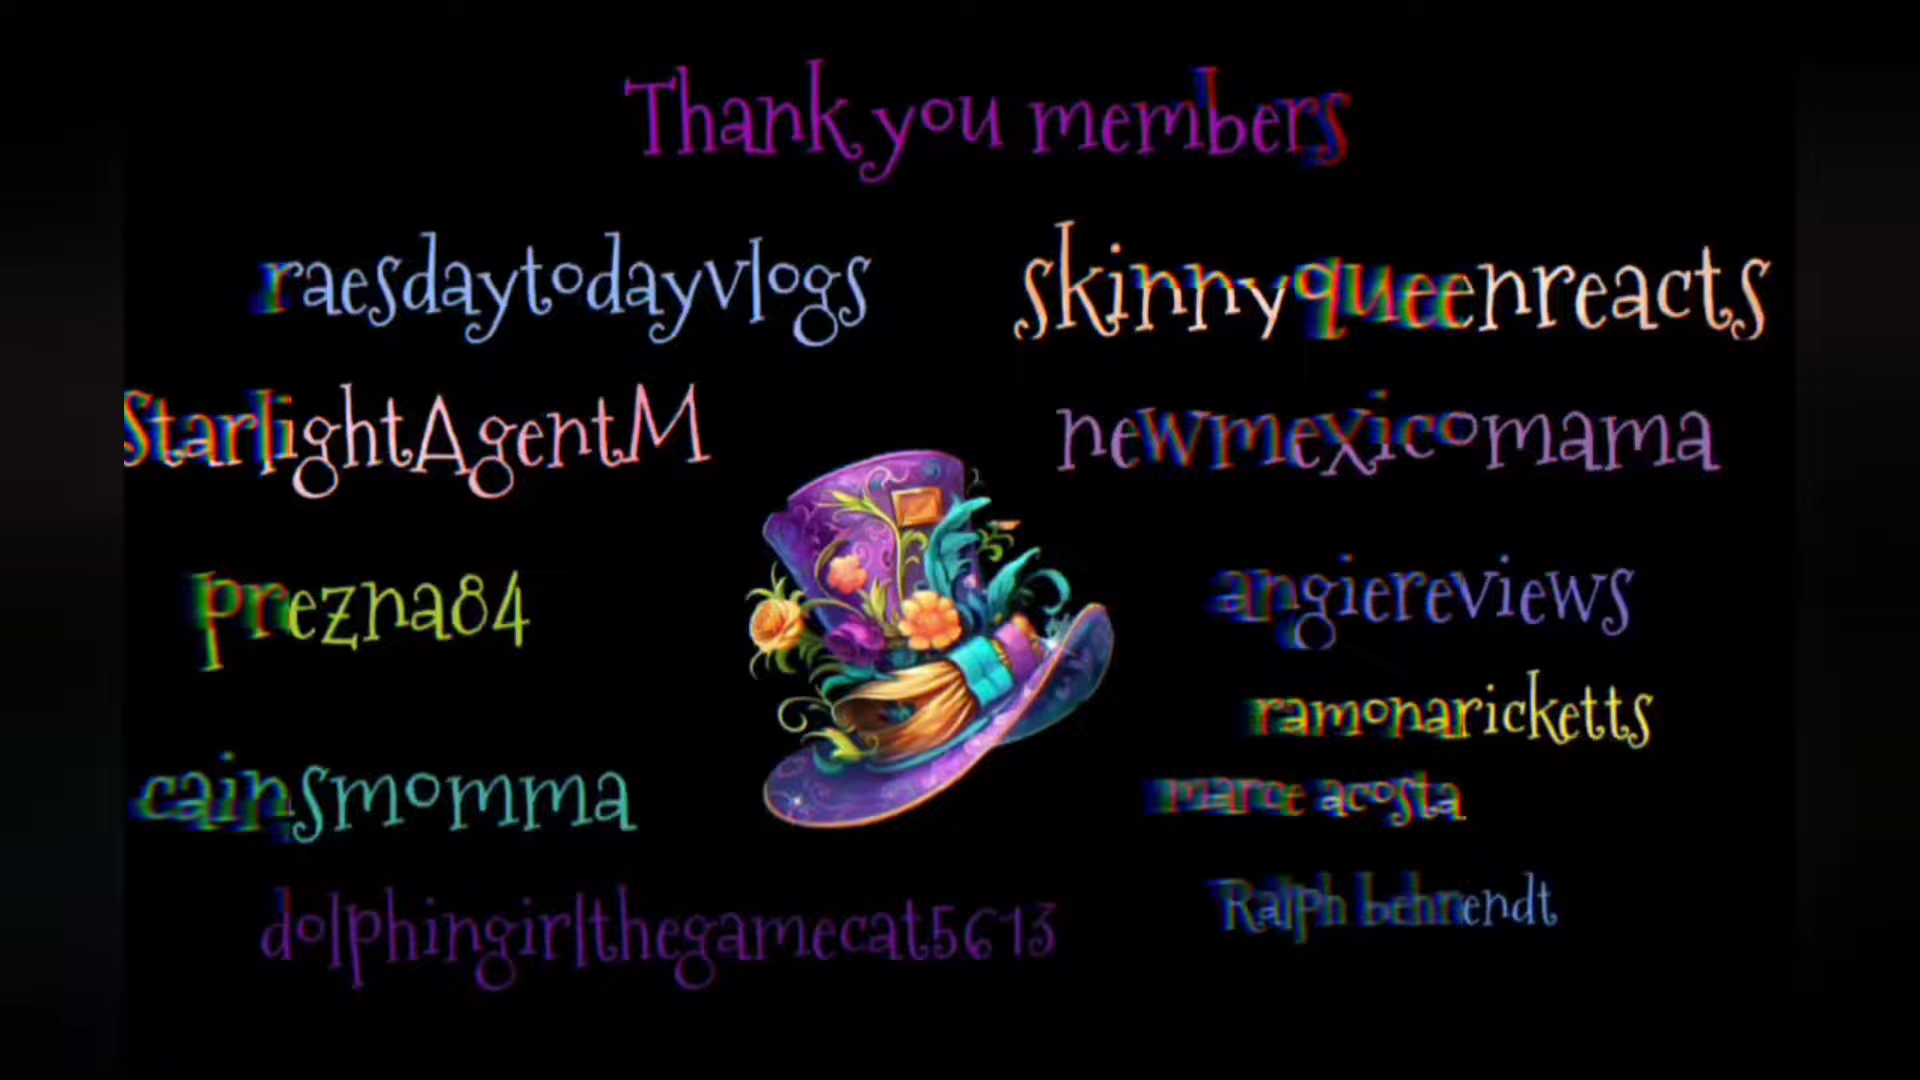 Thank you members
raesdaytodayvlogs
skinnyqueenreacts
StarlightAgentM
newmexicomama
prezna84
angiereviews
ramonaricketts
cainsmomma
marce acosta
dolphingirlthegamecat5613
Ralph behrendt